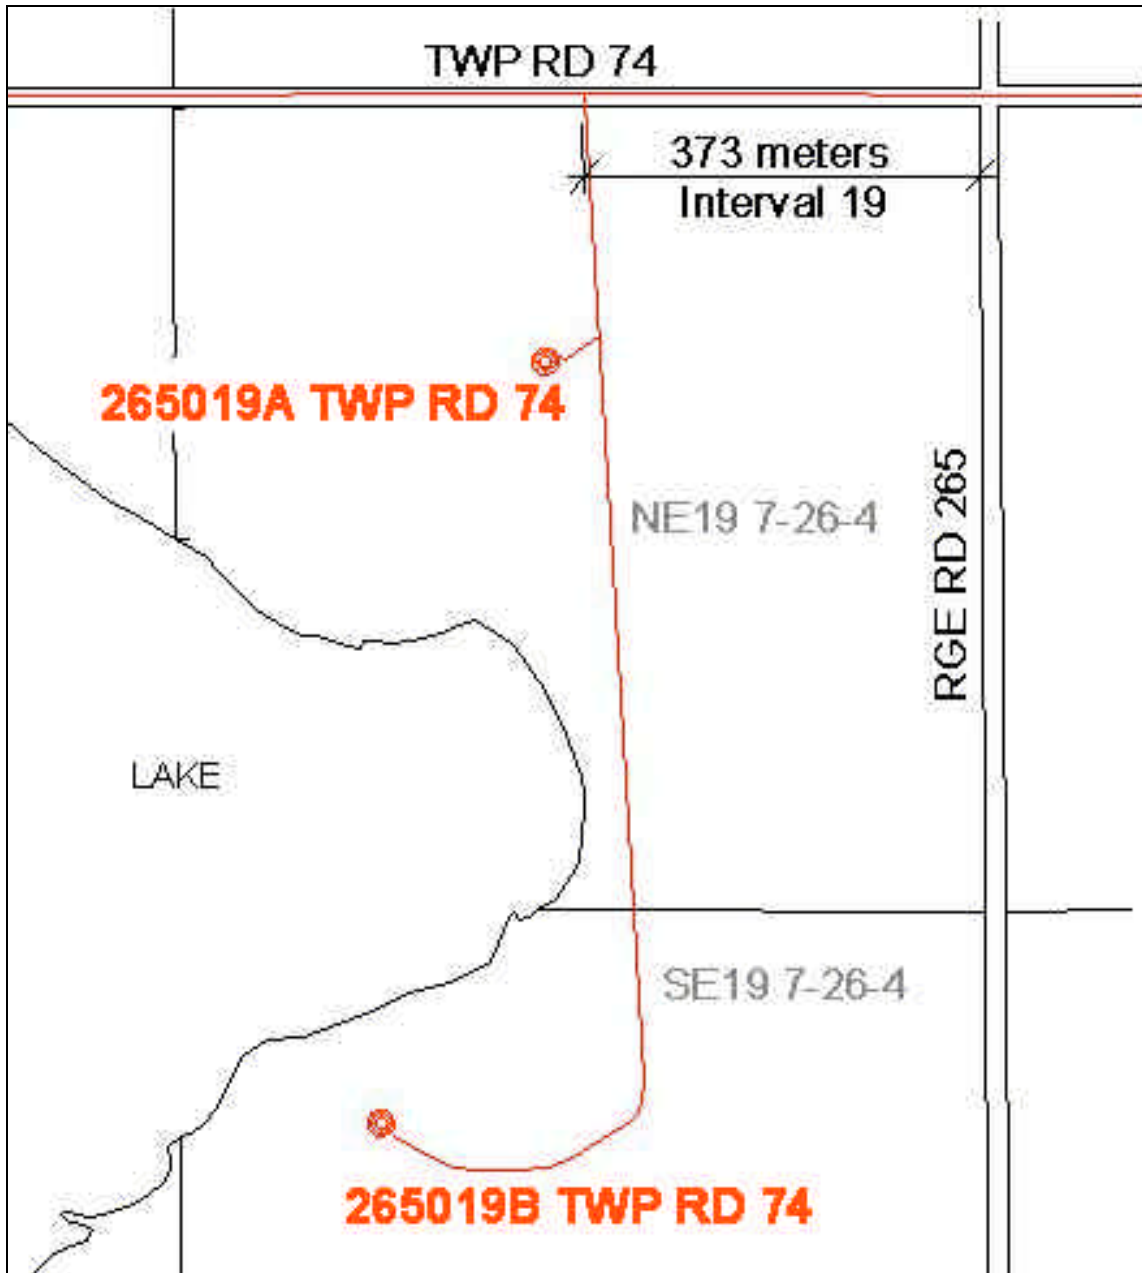 TWP RD 74
373 meters
Interval 19
265019A TWP RD 74
NE19 7-26-4
RGE RD 265
LAKE
SE19 7-26-4
265019B TWP RD 74